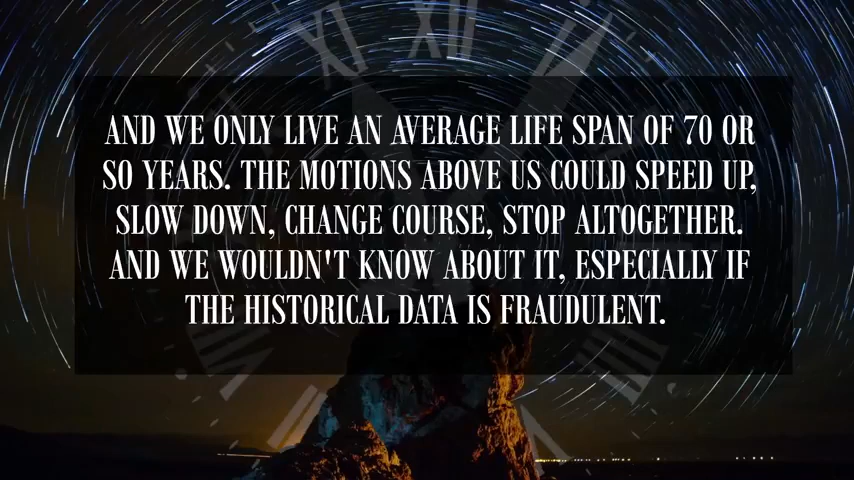 AND WE ONLY LIVE AN AVERAGE LIFE SPAN OF 70 OR
SO YEARS. THE MOTIONS ABOVE US COULD SPEED UP,
SLOW DOWN, CHANGE COURSE, STOP ALTOGETHER.
AND WE WOULDN'T KNOW ABOUT IT, ESPECIALLY IF
THE HISTORICAL DATA IS FRAUDULENT.